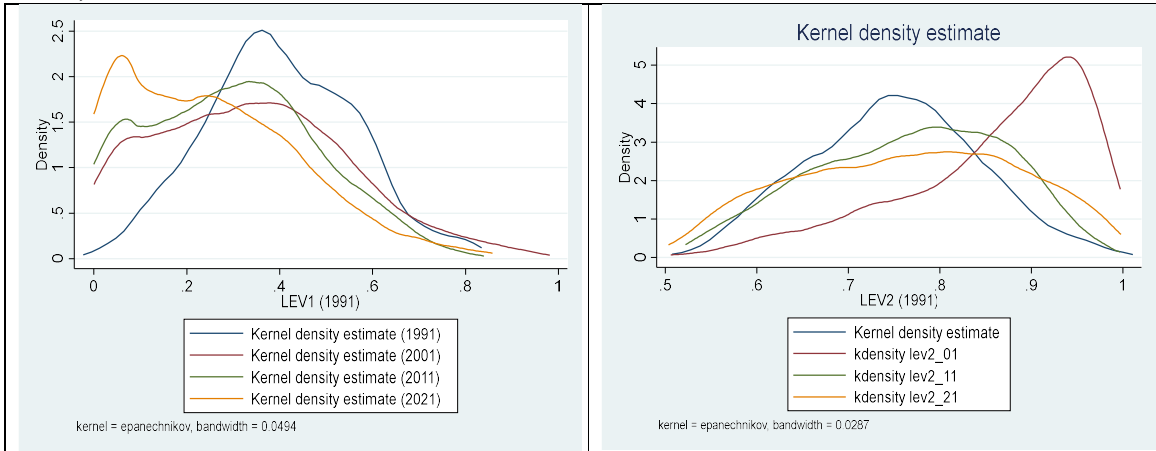 2.5
2
1.5
1
.5
0
Density
0 .2 .4 .6 .8 1
LEV1 (1991)
Kernel density estimate (1991)
Kernel density estimate (2001)
Kernel density estimate (2011)
Kernel density estimate (2021)
kernel = epanechnikov, bandwidth = 0.0494
Kernel density estimate
5
4
3
2
1
0
Density
.5 .6 .7 .8 .9 1
LEV2 (1991)
Kernel density estimate
kdensity lev2_01
kdensity lev2_11
kdensity lev2_21
kernel = epanechnikov, bandwidth = 0.0287